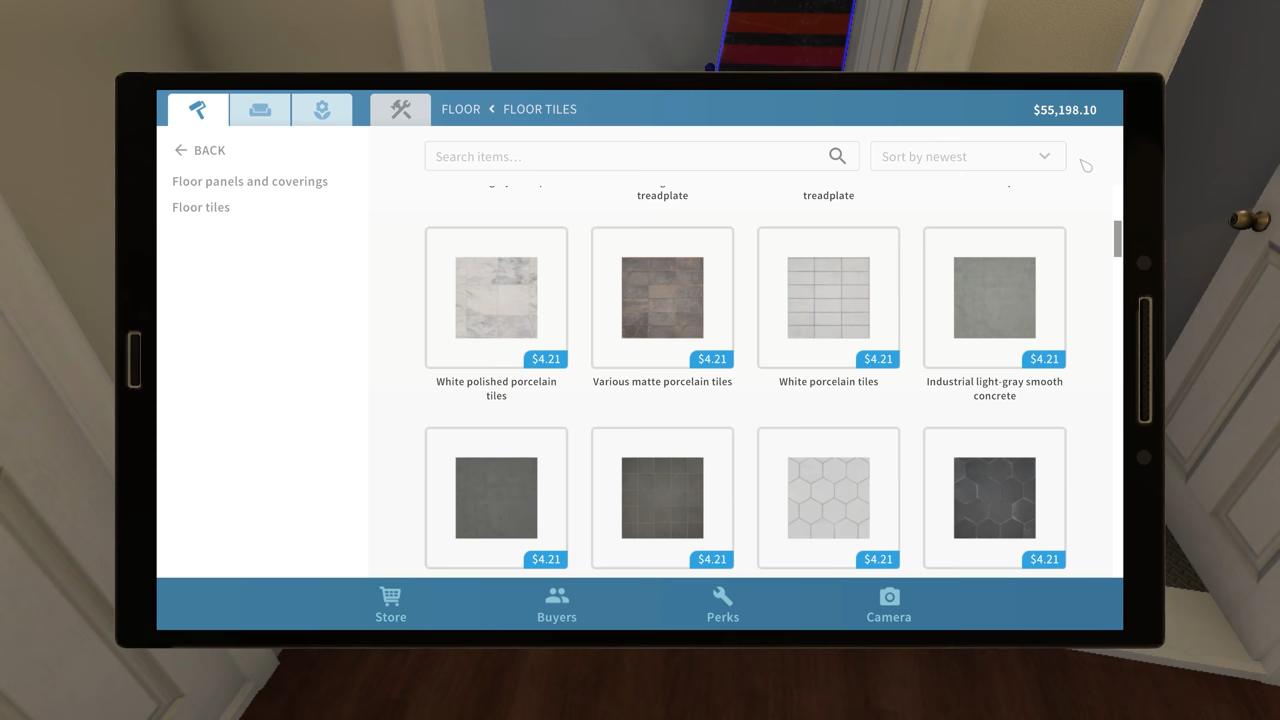 FLOOR < FLOOR TILES
$55,198.10
BACK
Search items...
Sort by newest
Floor panels and coverings
Floor tiles
treadplate
treadplate
$4.21
$4.21
$4.21
$4.21
White polished porcelain
tiles
Various matte porcelain tiles
White porcelain tiles
Industrial light-gray smooth
concrete
$4.21
$4.21
$4.21
$4.21
Store
Buyers
Perks
Camera